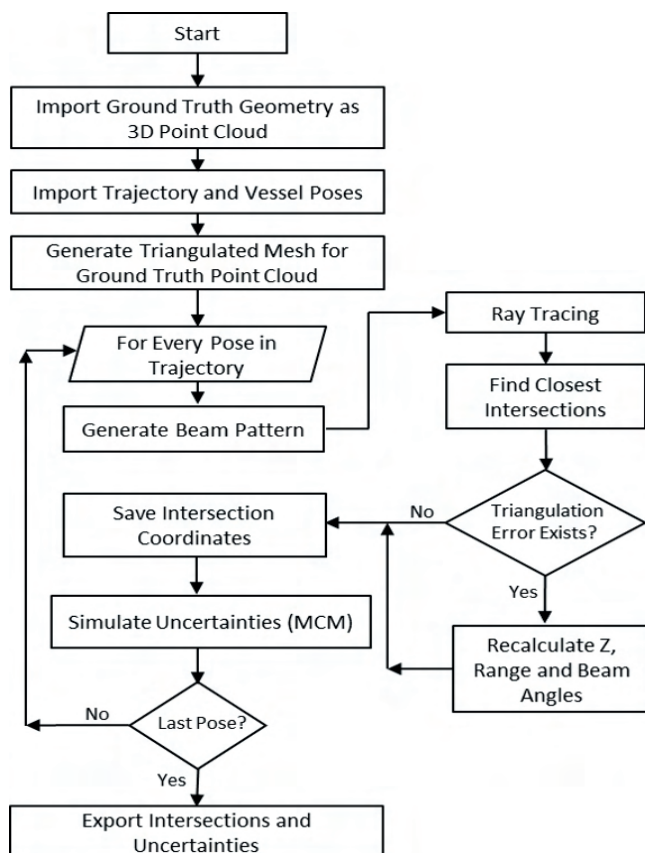 Start
Import Ground Truth Geometry as
3D Point Cloud
Import Trajectory and Vessel Poses
Generate Triangulated Mesh for
Ground Truth Point Cloud
For Every Pose in
Trajectory
Generate Beam Pattern
Ray Tracing
Find Closest
Intersections
Triangulation
Error Exists?
No
Yes
Recalculate Z,
Range and Beam
Angles
Save Intersection
Coordinates
Simulate Uncertainties (MCM)
Last Pose?
No
Yes
Export Intersections and
Uncertainties